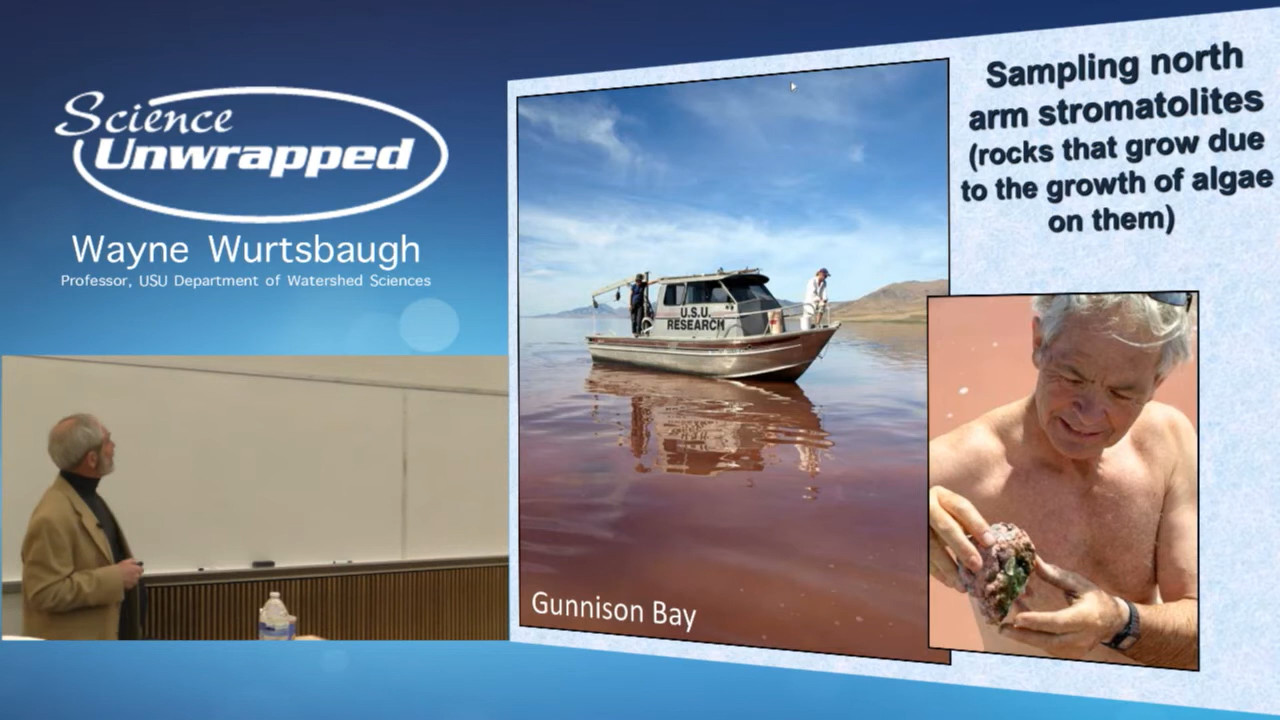 Science
Unwrapped
Wayne Wurtsbaugh
Professor, USU Department of Watershed Sciences
Sampling north
arm stromatolites
(rocks that grow due
to the growth of algae
on them)
U.S.U.
RESEARCH
Gunnison Bay